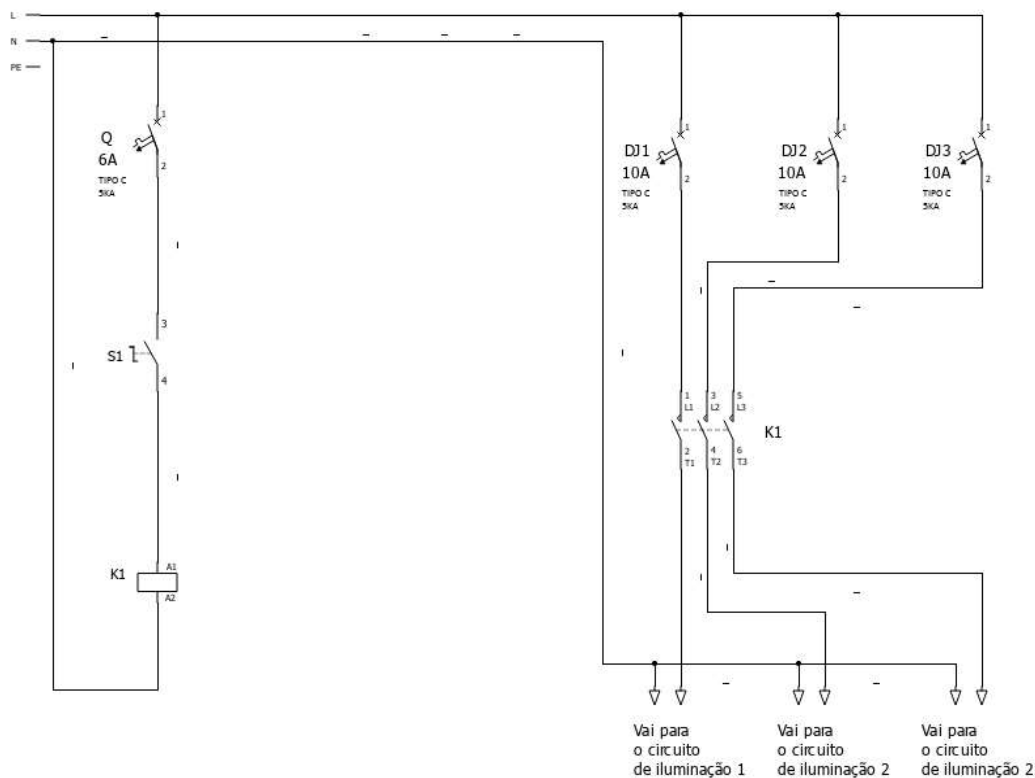 L
N
PE
1
Q
6A
TIPO C
5KA
2
1
DJ1
10A
TIPO C
5KA
2
1
DJ2
10A
TIPO C
5KA
2
1
DJ3
10A
TIPO C
5KA
2
3
S1
4
1
L1
3
L2
5
L3
K1
2
T1
4
T2
6
T3
K1
A1
A2
Vai para
o circuito
de iluminação 1
Vai para
o circuito
de iluminação 2
Vai para
o circuito
de iluminação 2